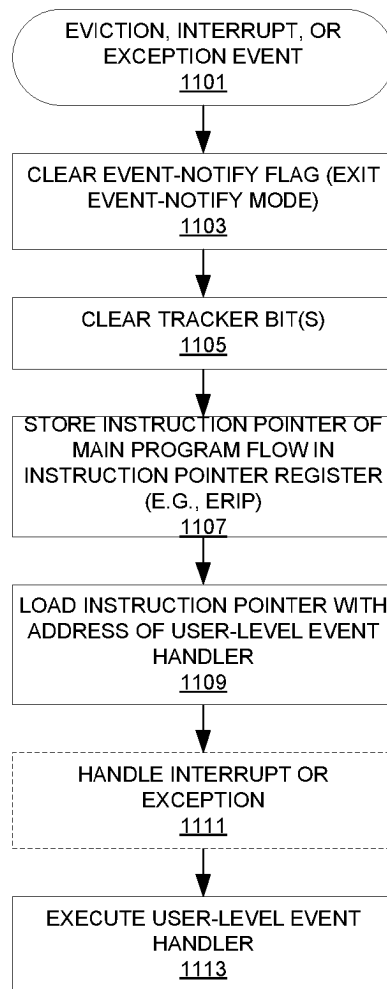 EVICTION, INTERRUPT, OR
EXCEPTION EVENT
1101
CLEAR EVENT-NOTIFY FLAG (EXIT
EVENT-NOTIFY MODE)
1103
CLEAR TRACKER BIT(S)
1105
STORE INSTRUCTION POINTER OF
MAIN PROGRAM FLOW IN
INSTRUCTION POINTER REGISTER
(E.G., ERIP)
1107
LOAD INSTRUCTION POINTER WITH
ADDRESS OF USER-LEVEL EVENT
HANDLER
1109
HANDLE INTERRUPT OR
EXCEPTION
1111
EXECUTE USER-LEVEL EVENT
HANDLER
1113